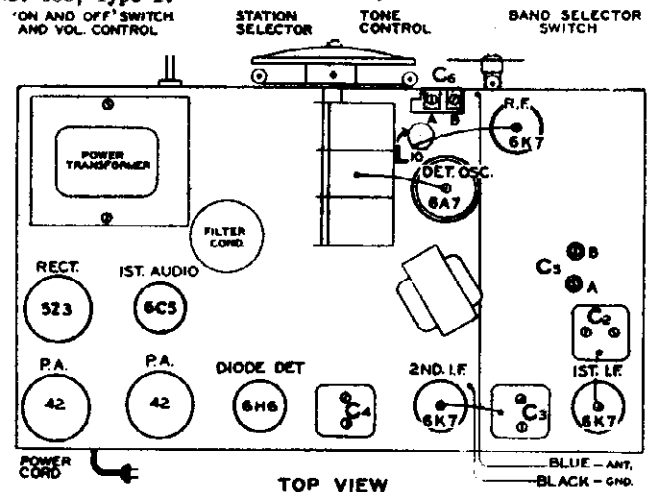 Type 2.
'ON AND OFF' SWITCH
AND VOL. CONTROL
STATION
SELECTOR
TONE
CONTROL
BAND SELECTOR
SWITCH
C6
A B
R.F.
6K7
L10
DET. OSC.
6A7
POWER
TRANSFORMER
FILTER
COND.
B
C5
A
C2
RECT.
5Z3
1ST. AUDIO
6C5
P.A.
42
P.A.
42
DIODE DET
6H6
C4
2ND. I.F.
6K7
C3
1ST. I.F.
6K7
POWER
CORD
BLUE – ANT.
BLACK – GND.
TOP VIEW